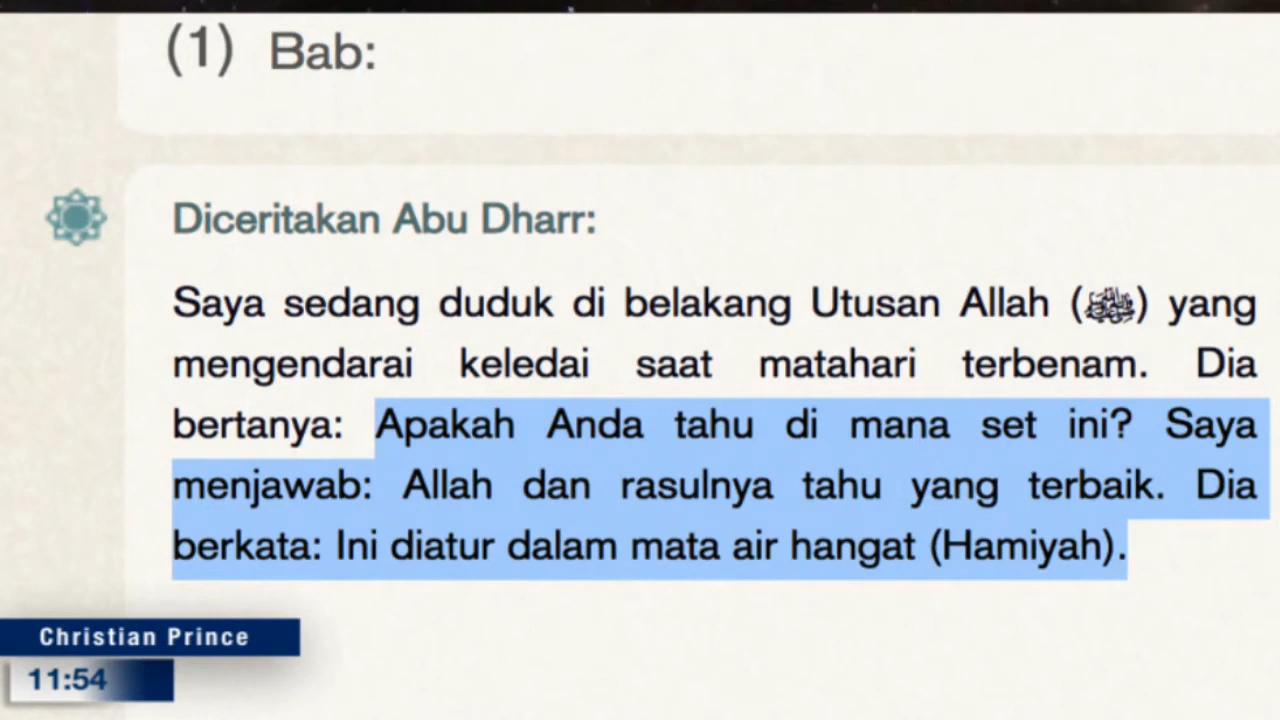 (1) Bab:
Diceritakan Abu Dharr:
Saya sedang duduk di belakang Utusan Allah (ﷺ) yang
mengendarai keledai saat matahari terbenam. Dia
bertanya: Apakah Anda tahu di mana set ini? Saya
menjawab: Allah dan rasulnya tahu yang terbaik. Dia
berkata: Ini diatur dalam mata air hangat (Hamiyah).
Christian Prince
11:54